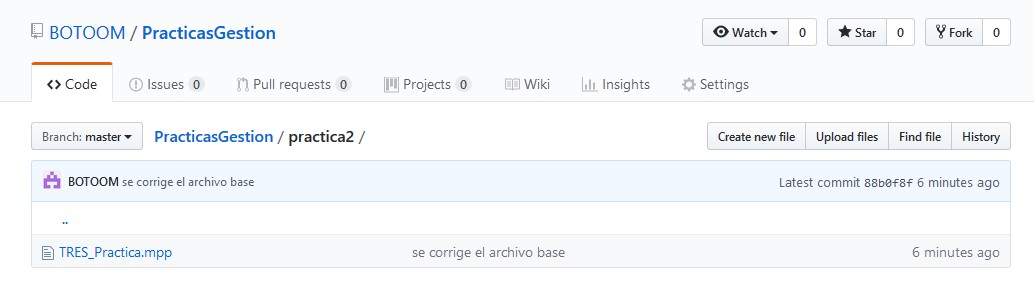 BOTOOM / PracticasGestion
Watch 0 Star 0 Fork 0
Code Issues 0 Pull requests 0 Projects 0 Wiki Insights Settings
Branch: master PracticasGestion / practica2 /
Create new file Upload files Find file History
BOTOOM se corrige el archivo base Latest commit 88b0f8f 6 minutes ago
..
TRES_Practica.mpp se corrige el archivo base 6 minutes ago